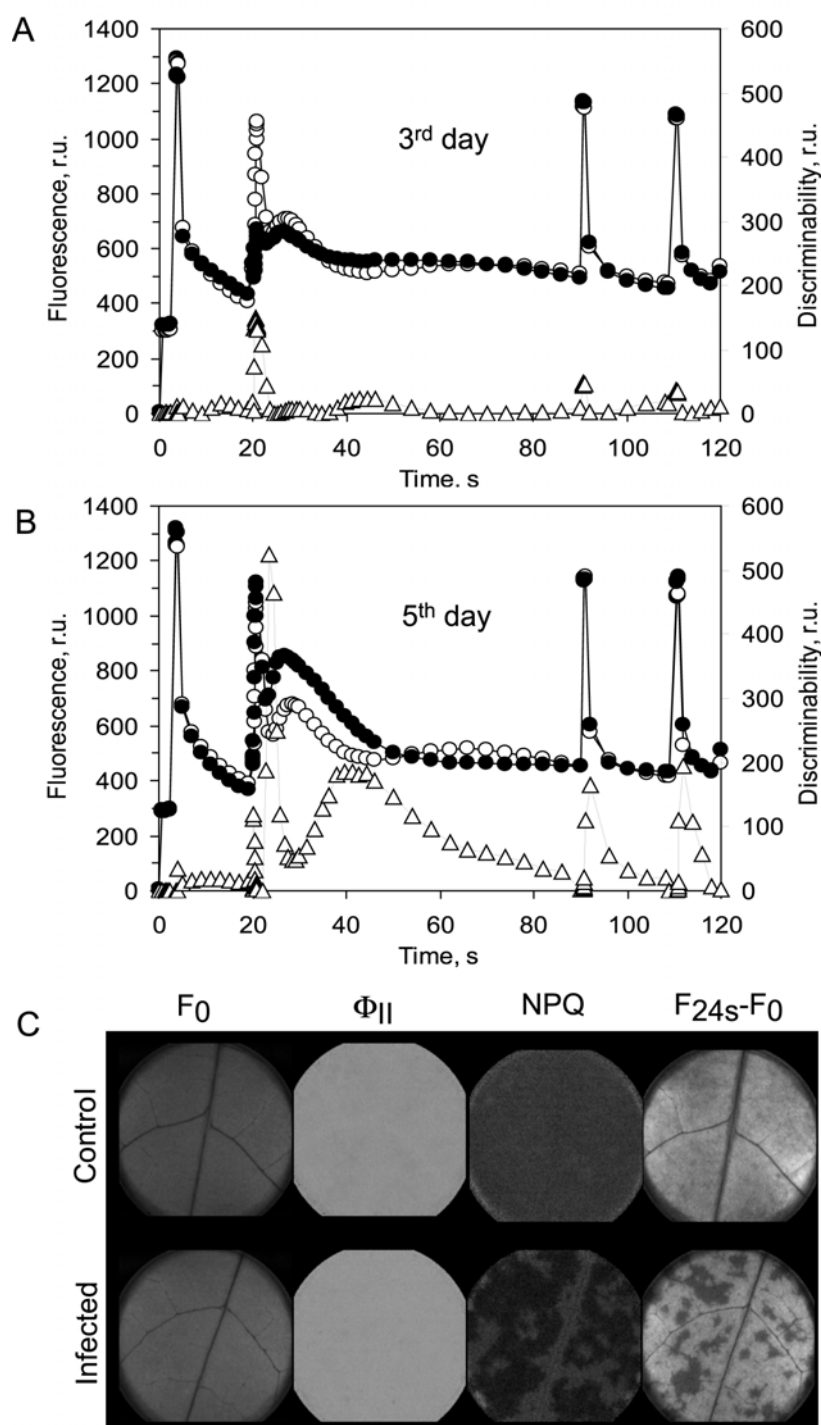 A
1400
1200
1000
800
600
400
200
0
Fluorescence, r.u.
3rd day
600
500
400
300
200
100
0
Discriminability, r.u.
0 20 40 60 80 100 120
Time. s
B
1400
1200
1000
800
600
400
200
0
Fluorescence, r.u.
5th day
600
500
400
300
200
100
0
Discriminability, r.u.
0 20 40 60 80 100 120
Time, s
C
F0 ΦII NPQ F24s-F0
Control
Infected